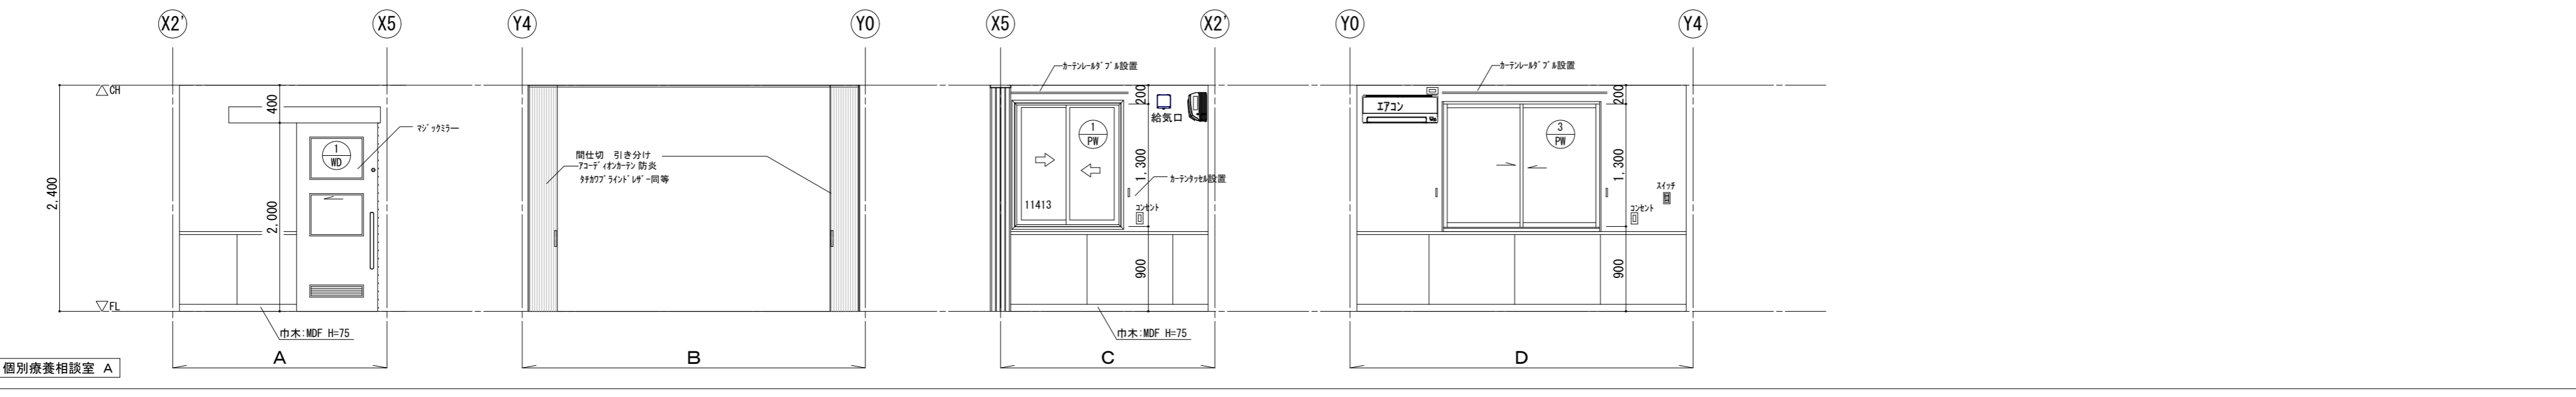 X2' X5 Y4 Y0 X5 X2' Y0 Y4
CH
2,400
400
2,000
FL
マジックミラー
1
WD
巾木:MDF H=75
A
間仕切 引き分け
アコーディオンカーテン 防炎
タチカワブラインドレザー同等
B
カーテンレールダブル設置
200
給気口
1
PW
1,300
カーテンタッセル設置
11413
コンセント
900
巾木:MDF H=75
C
カーテンレールダブル設置
エアコン
200
3
PW
1,300
スイッチ
コンセント
900
D
個別療養相談室 A